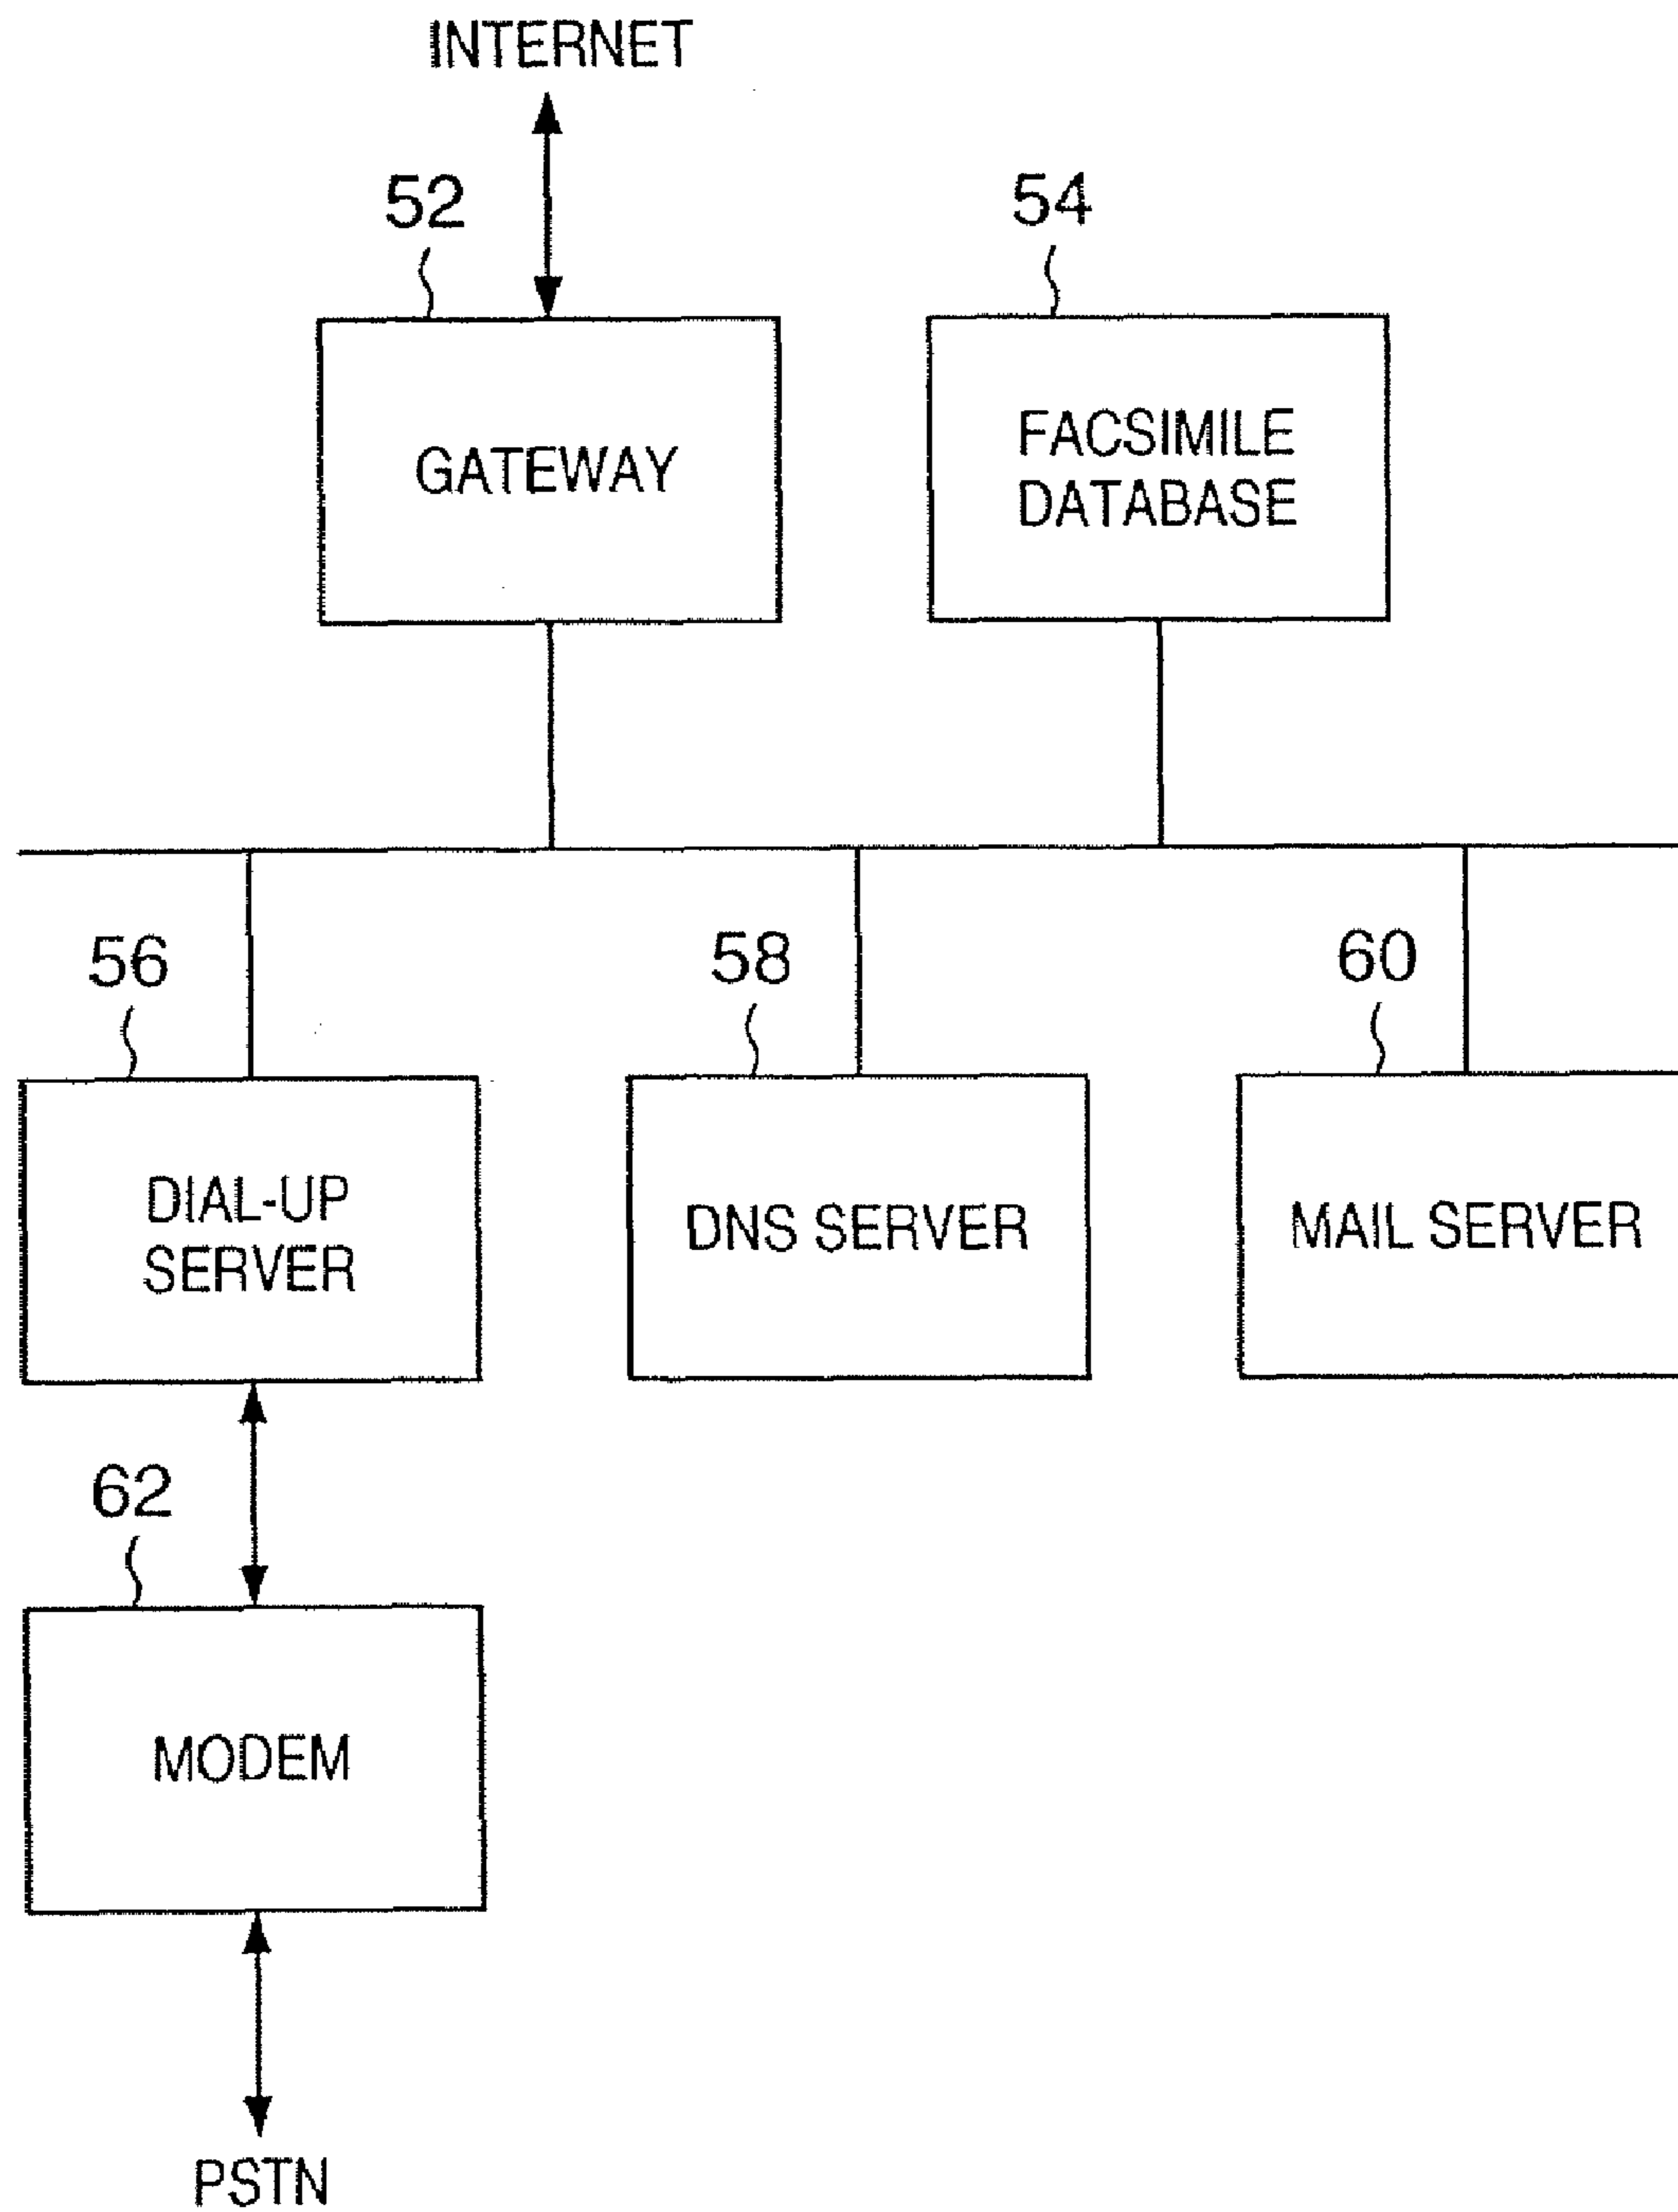 INTERNET
52
54
GATEWAY
FACSIMILE
DATABASE
56
58
60
DIAL-UP
SERVER
DNS SERVER
MAIL SERVER
62
MODEM
PSTN